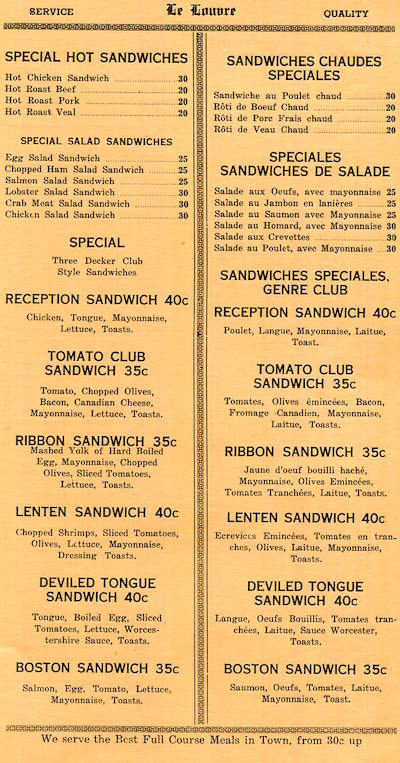 SERVICE Le Louvre QUALITY
SPECIAL HOT SANDWICHES
Hot Chicken Sandwich 30
Hot Roast Beef 20
Hot Roast Pork 20
Hot Roast Veal 20
SPECIAL SALAD SANDWICHES
Egg Salad Sandwich 25
Chopped Ham Salad Sandwich 25
Salmon Salad Sandwich 25
Lobster Salad Sandwich 30
Crab Meat Salad Sandwich 30
Chicken Salad Sandwich 30
SPECIAL
Three Decker Club
Style Sandwiches
RECEPTION SANDWICH 40c
Chicken, Tongue, Mayonnaise,
Lettuce, Toasts.
TOMATO CLUB
SANDWICH 35c
Tomato, Chopped Olives,
Bacon, Canadian Cheese,
Mayonnaise, Lettuce, Toasts.
RIBBON SANDWICH 35c
Mashed Yolk of Hard Boiled
Egg, Mayonnaise, Chopped
Olives, Sliced Tomatoes,
Lettuce, Toasts.
LENTEN SANDWICH 40c
Chopped Shrimps, Sliced Tomatoes,
Olives, Lettuce, Mayonnaise,
Dressing Toasts.
DEVILED TONGUE
SANDWICH 40c
Tongue, Boiled Egg, Sliced
Tomatoes, Lettuce, Worces-
tershire Sauce, Toasts.
BOSTON SANDWICH 35c
Salmon, Egg, Tomato, Lettuce,
Mayonnaise, Toasts.
SANDWICHES CHAUDES
SPECIALES
Sandwiche au Poulet chaud 30
Rôti de Boeuf Chaud 20
Rôti de Porc Frais chaud 20
Rôti de Veau Chaud 20
SPECIALES
SANDWICHES DE SALADE
Salade aux Oeufs, avec mayonnaise 25
Salade au Jambon en lanières 25
Salade au Saumon avec Mayonnaise 25
Salade au Homard, avec Mayonnaise 30
Salade aux Crevettes 30
Salade au Poulet, avec Mayonnaise 30
SANDWICHES SPECIALES,
GENRE CLUB
RECEPTION SANDWICH 40c
Poulet, Langue, Mayonnaise, Laitue,
Toast.
TOMATO CLUB
SANDWICH 35c
Tomates, Olives émincées, Bacon,
Fromage Canadien, Mayonnaise,
Laitue, Toasts.
RIBBON SANDWICH 35c
Jaune d'oeuf bouilli haché,
Mayonnaise, Olives Emincées,
Tomates Tranchées, Laitue, Toasts.
LENTEN SANDWICH 40c
Ecrevices Emincées, Tomates en tran-
ches, Olives, Laitue, Mayonnaise,
Toasts.
DEVILED TONGUE
SANDWICH 40c
Langue, Oeufs Bouillis, Tomates tran-
chées, Laitue, Sauce Worcester,
Toasts.
BOSTON SANDWICH 35c
Saumon, Oeufs, Tomates, Laitue,
Mayonnaise, Toast.
We serve the Best Full Course Meals in Town, from 30c up